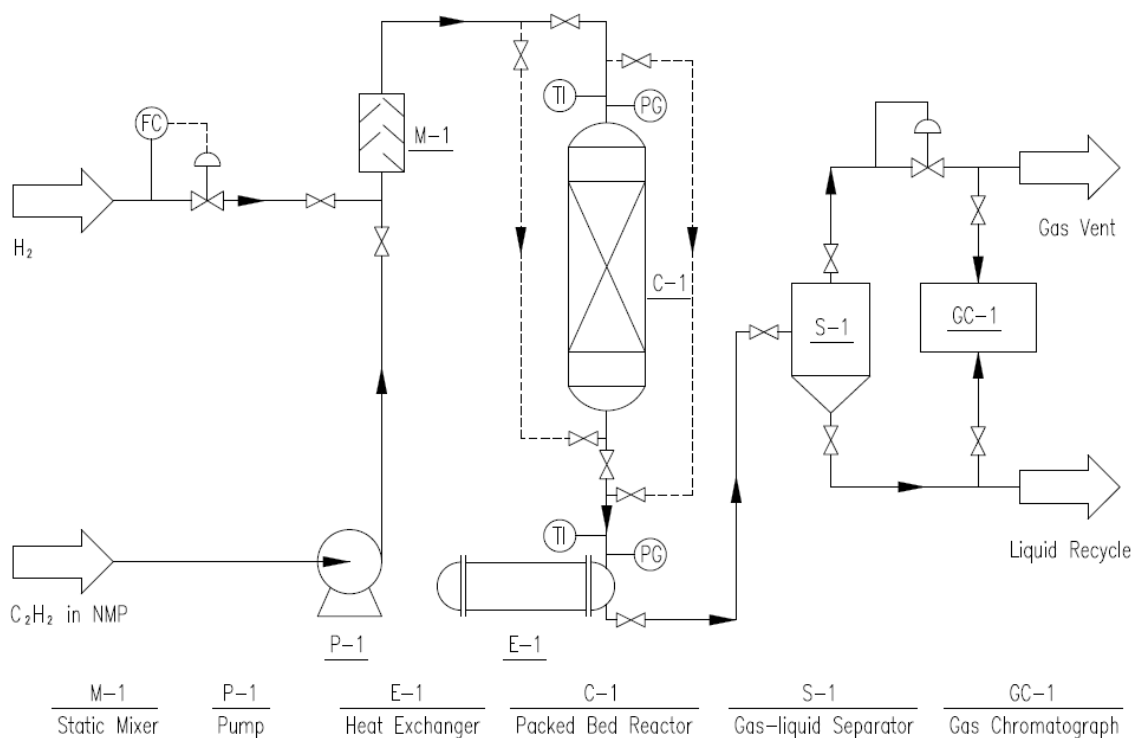 TI
PG
FC
M-1
H₂
C-1
Gas Vent
S-1
GC-1
TI
PG
Liquid Recycle
C₂H₂ in NMP
P-1
E-1
M-1
Static Mixer
P-1
Pump
E-1
Heat Exchanger
C-1
Packed Bed Reactor
S-1
Gas-liquid Separator
GC-1
Gas Chromatograph